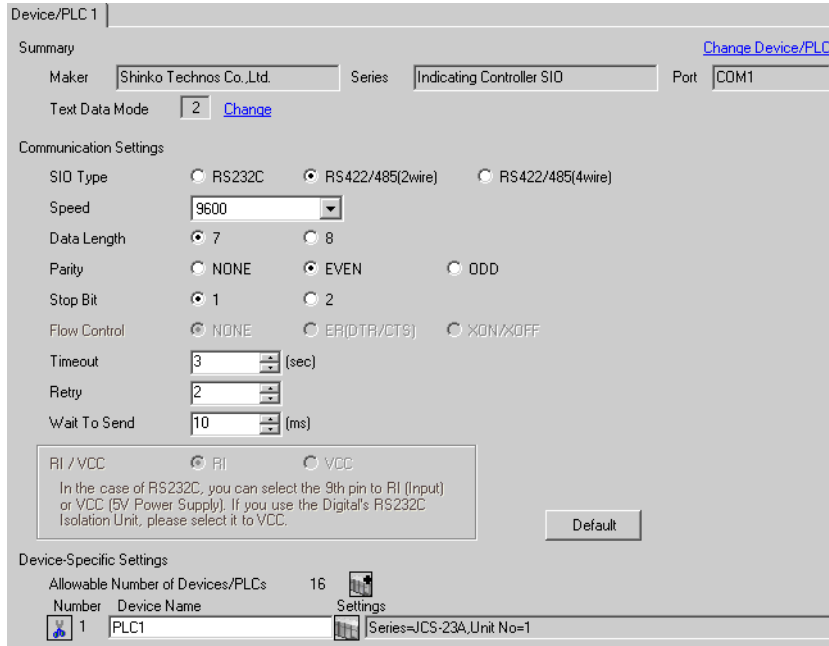 Device/PLC 1
Summary Change Device/PLC
Maker Shinko Technos Co.,Ltd. Series Indicating Controller SIO Port COM1
Text Data Mode 2 Change
Communication Settings
SIO Type RS232C RS422/485(2wire) RS422/485(4wire)
Speed 9600
Data Length 7 8
Parity NONE EVEN ODD
Stop Bit 1 2
Flow Control NONE ER(DTR/CTS) XON/XOFF
Timeout 3 (sec)
Retry 2
Wait To Send 10 (ms)
RI / VCC RI VCC
In the case of RS232C, you can select the 9th pin to RI (Input)
or VCC (5V Power Supply). If you use the Digital's RS232C
Isolation Unit, please select it to VCC.
Default
Device-Specific Settings
Allowable Number of Devices/PLCs 16
Number Device Name Settings
1 PLC1 Series=JCS-23A,Unit No=1